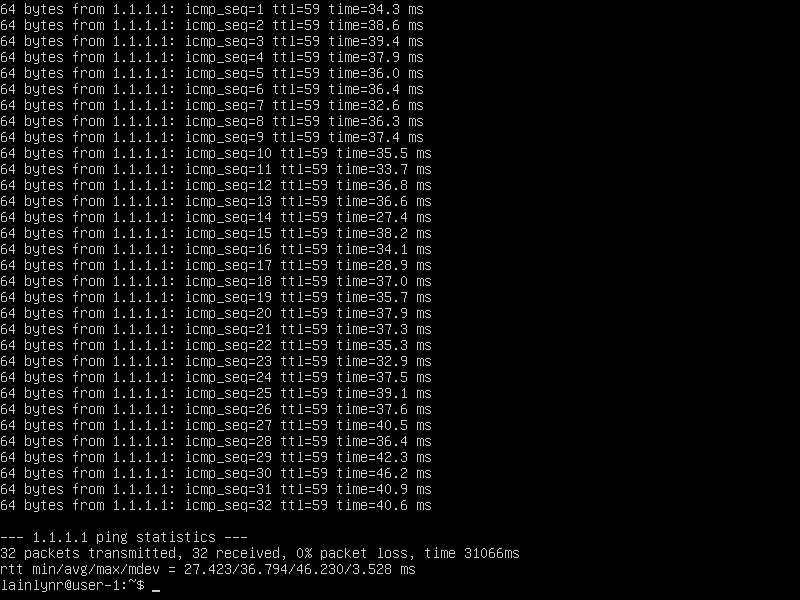 64 bytes from 1.1.1.1: icmp_seq=1 ttl=59 time=34.3 ms
64 bytes from 1.1.1.1: icmp_seq=2 ttl=59 time=38.6 ms
64 bytes from 1.1.1.1: icmp_seq=3 ttl=59 time=39.4 ms
64 bytes from 1.1.1.1: icmp_seq=4 ttl=59 time=37.9 ms
64 bytes from 1.1.1.1: icmp_seq=5 ttl=59 time=36.0 ms
64 bytes from 1.1.1.1: icmp_seq=6 ttl=59 time=36.4 ms
64 bytes from 1.1.1.1: icmp_seq=7 ttl=59 time=32.6 ms
64 bytes from 1.1.1.1: icmp_seq=8 ttl=59 time=36.3 ms
64 bytes from 1.1.1.1: icmp_seq=9 ttl=59 time=37.4 ms
64 bytes from 1.1.1.1: icmp_seq=10 ttl=59 time=35.5 ms
64 bytes from 1.1.1.1: icmp_seq=11 ttl=59 time=33.7 ms
64 bytes from 1.1.1.1: icmp_seq=12 ttl=59 time=36.8 ms
64 bytes from 1.1.1.1: icmp_seq=13 ttl=59 time=36.6 ms
64 bytes from 1.1.1.1: icmp_seq=14 ttl=59 time=27.4 ms
64 bytes from 1.1.1.1: icmp_seq=15 ttl=59 time=38.2 ms
64 bytes from 1.1.1.1: icmp_seq=16 ttl=59 time=34.1 ms
64 bytes from 1.1.1.1: icmp_seq=17 ttl=59 time=28.9 ms
64 bytes from 1.1.1.1: icmp_seq=18 ttl=59 time=37.0 ms
64 bytes from 1.1.1.1: icmp_seq=19 ttl=59 time=35.7 ms
64 bytes from 1.1.1.1: icmp_seq=20 ttl=59 time=37.9 ms
64 bytes from 1.1.1.1: icmp_seq=21 ttl=59 time=37.3 ms
64 bytes from 1.1.1.1: icmp_seq=22 ttl=59 time=35.3 ms
64 bytes from 1.1.1.1: icmp_seq=23 ttl=59 time=32.9 ms
64 bytes from 1.1.1.1: icmp_seq=24 ttl=59 time=37.5 ms
64 bytes from 1.1.1.1: icmp_seq=25 ttl=59 time=39.1 ms
64 bytes from 1.1.1.1: icmp_seq=26 ttl=59 time=37.6 ms
64 bytes from 1.1.1.1: icmp_seq=27 ttl=59 time=40.5 ms
64 bytes from 1.1.1.1: icmp_seq=28 ttl=59 time=36.4 ms
64 bytes from 1.1.1.1: icmp_seq=29 ttl=59 time=42.3 ms
64 bytes from 1.1.1.1: icmp_seq=30 ttl=59 time=46.2 ms
64 bytes from 1.1.1.1: icmp_seq=31 ttl=59 time=40.9 ms
64 bytes from 1.1.1.1: icmp_seq=32 ttl=59 time=40.6 ms

--- 1.1.1.1 ping statistics ---
32 packets transmitted, 32 received, 0% packet loss, time 31066ms
rtt min/avg/max/mdev = 27.423/36.794/46.230/3.528 ms
lainlynr@user-1:~$ _